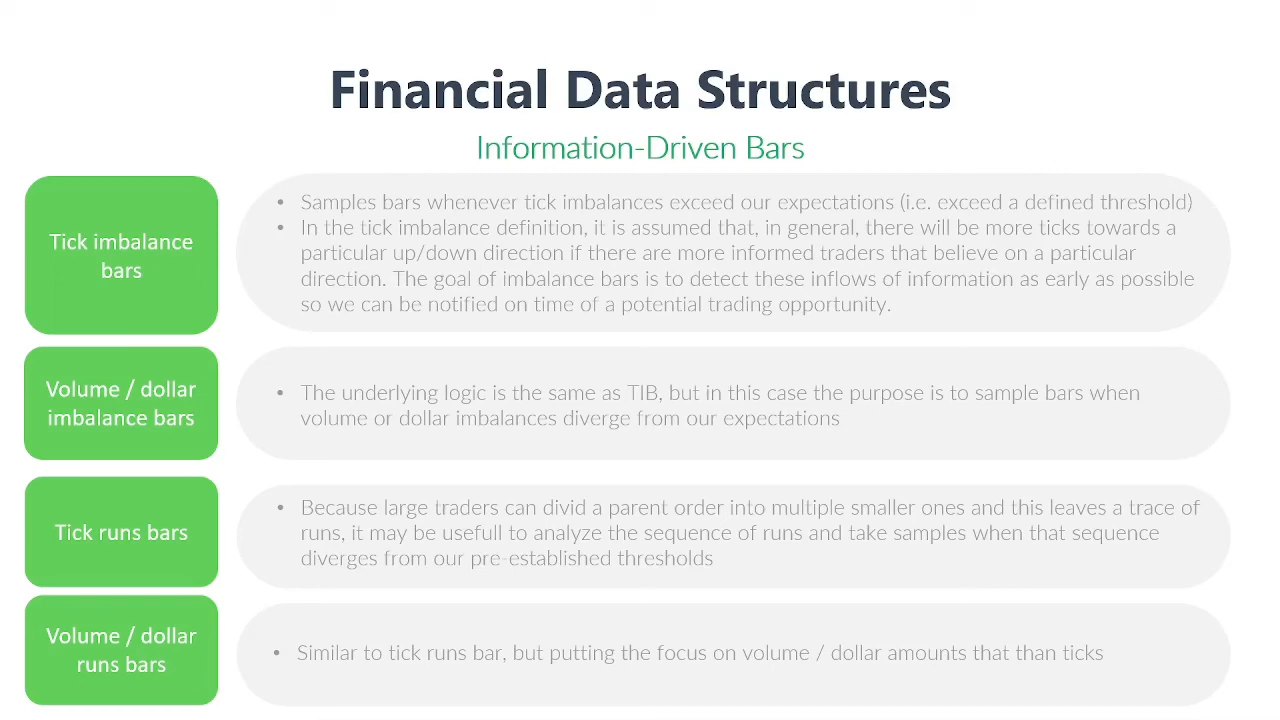 Financial Data Structures
Information-Driven Bars
Tick imbalance
bars
• Samples bars whenever tick imbalances exceed our expectations (i.e. exceed a defined threshold)
• In the tick imbalance definition, it is assumed that, in general, there will be more ticks towards a
particular up/down direction if there are more informed traders that believe on a particular
direction. The goal of imbalance bars is to detect these inflows of information as early as possible
so we can be notified on time of a potential trading opportunity.
Volume / dollar
imbalance bars
• The underlying logic is the same as TIB, but in this case the purpose is to sample bars when
volume or dollar imbalances diverge from our expectations
Tick runs bars
• Because large traders can divid a parent order into multiple smaller ones and this leaves a trace of
runs, it may be usefull to analyze the sequence of runs and take samples when that sequence
diverges from our pre-established thresholds
Volume / dollar
runs bars
• Similar to tick runs bar, but putting the focus on volume / dollar amounts that than ticks